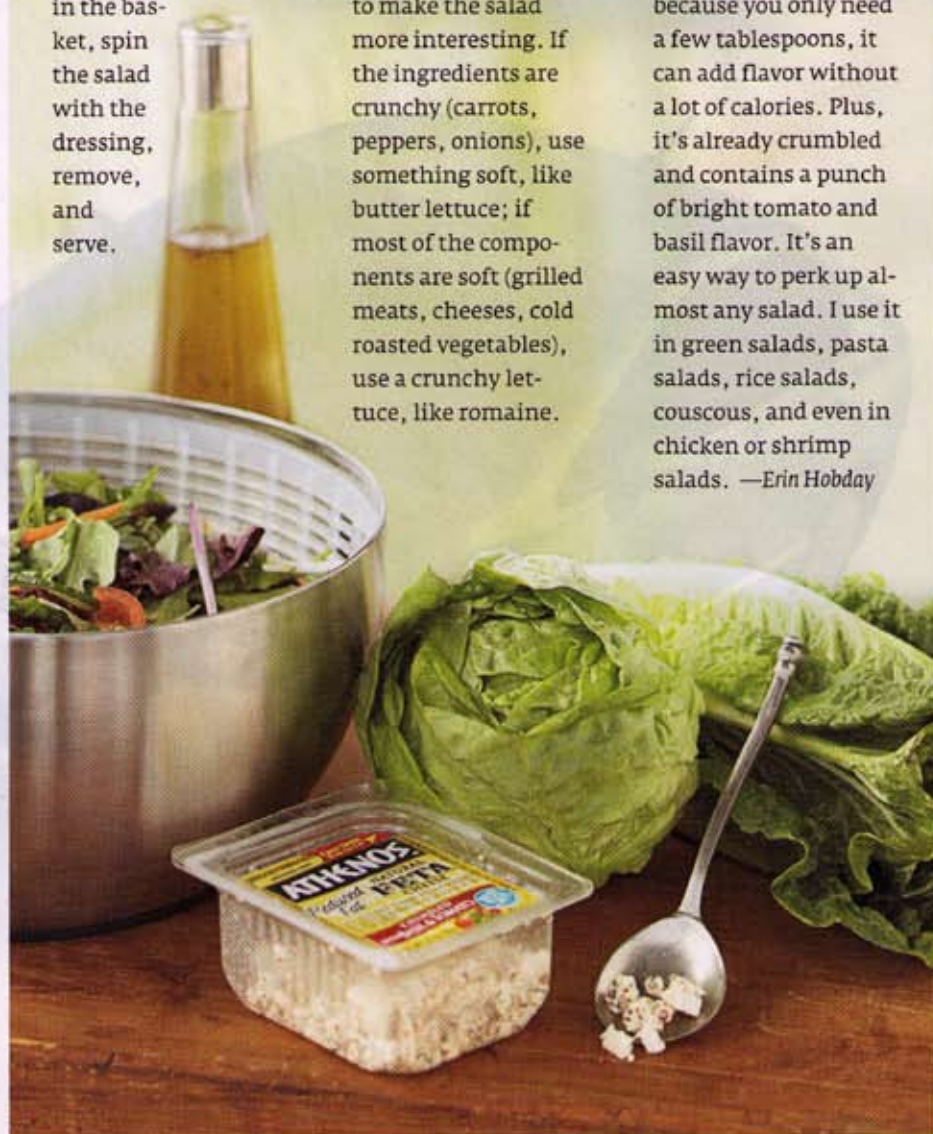 in the bas-
ket, spin
the salad
with the
dressing,
remove,
and
serve.
to make the salad
more interesting. If
the ingredients are
crunchy (carrots,
peppers, onions), use
something soft, like
butter lettuce; if
most of the compo-
nents are soft (grilled
meats, cheeses, cold
roasted vegetables),
use a crunchy let-
tuce, like romaine.
because you only need
a few tablespoons, it
can add flavor without
a lot of calories. Plus,
it's already crumbled
and contains a punch
of bright tomato and
basil flavor. It's an
easy way to perk up al-
most any salad. I use it
in green salads, pasta
salads, rice salads,
couscous, and even in
chicken or shrimp
salads. —Erin Hobday
ATHENOS
Reduced
Fat
NATURAL
FETA